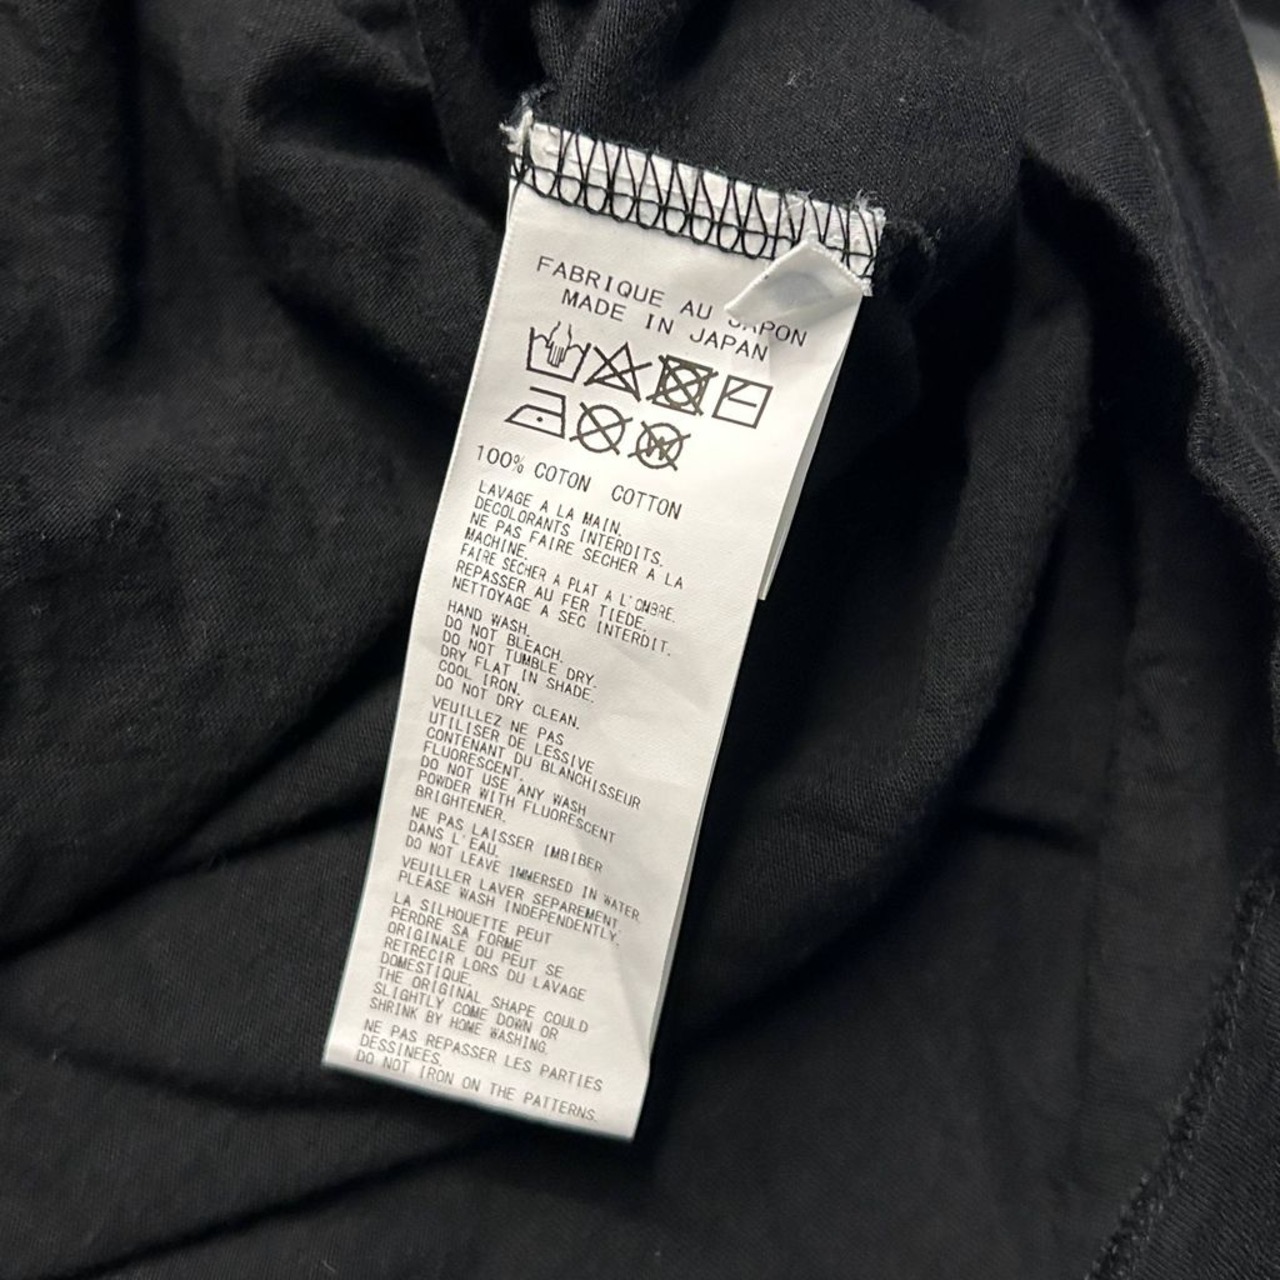 FABRIQUE AU JAPON
MADE IN JAPAN
W
100% COTON COTTON
LAVAGE A LA MAIN.
DECOLORANTS INTERDITS.
NE PAS FAIRE SECHER A LA
MACHINE.
FAIRE SECHER A PLAT A L'OMBRE.
REPASSER AU FER TIEDE.
NETTOYAGE A SEC INTERDIT.
HAND WASH.
DO NOT BLEACH.
DO NOT TUMBLE DRY.
DRY FLAT IN SHADE.
COOL IRON.
DO NOT DRY CLEAN.
VEUILLEZ NE PAS
UTILISER DE LESSIVE
CONTENANT DU BLANCHISSEUR
FLUORESCENT.
DO NOT USE ANY WASH
POWDER WITH FLUORESCENT
BRIGHTENER.
NE PAS LAISSER IMBIBER
DANS L'EAU.
DO NOT LEAVE IMMERSED IN WATER.
VEUILLER LAVER SEPAREMENT.
PLEASE WASH INDEPENDENTLY.
LA SILHOUETTE PEUT
PERDRE SA FORME
ORIGINALE OU PEUT SE
RETRECIR LORS DU LAVAGE
DOMESTIQUE.
THE ORIGINAL SHAPE COULD
SLIGHTLY COME DOWN OR
SHRINK BY HOME WASHING.
NE PAS REPASSER LES PARTIES
DESSINEES.
DO NOT IRON ON THE PATTERNS.